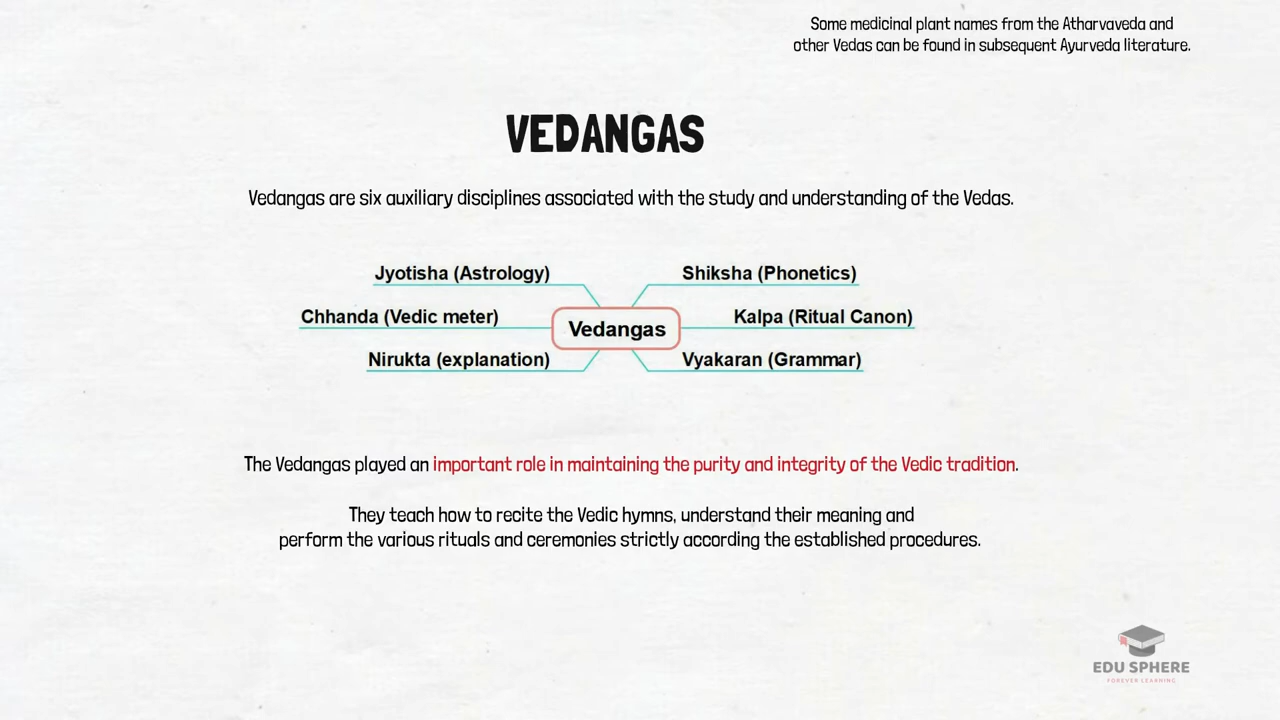 Some medicinal plant names from the Atharvaveda and
other Vedas can be found in subsequent Ayurveda literature.
VEDANGAS
Vedangas are six auxiliary disciplines associated with the study and understanding of the Vedas.
Jyotisha (Astrology)
Shiksha (Phonetics)
Chhanda (Vedic meter)
Vedangas
Kalpa (Ritual Canon)
Nirukta (explanation)
Vyakaran (Grammar)
The Vedangas played an important role in maintaining the purity and integrity of the Vedic tradition.
They teach how to recite the Vedic hymns, understand their meaning and
perform the various rituals and ceremonies strictly according the established procedures.
EDU SPHERE
FOREVER LEARNING